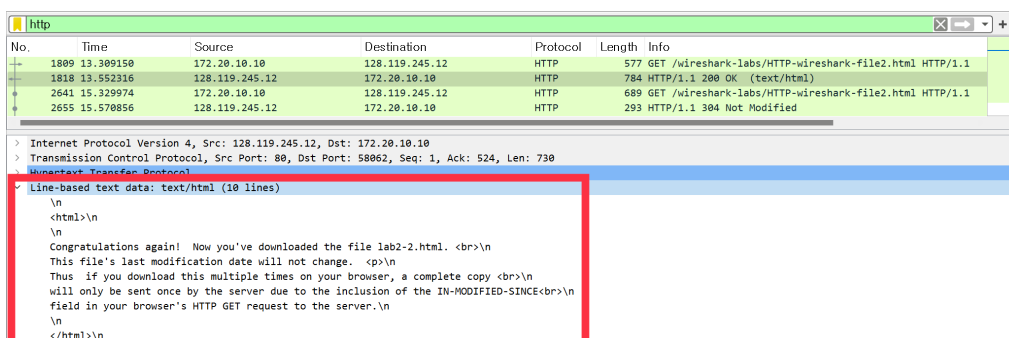 http
No. Time Source Destination Protocol Length Info
1809 13.309150 172.20.10.10 128.119.245.12 HTTP 577 GET /wireshark-labs/HTTP-wireshark-file2.html HTTP/1.1
1818 13.552316 128.119.245.12 172.20.10.10 HTTP 784 HTTP/1.1 200 OK (text/html)
2641 15.329974 172.20.10.10 128.119.245.12 HTTP 689 GET /wireshark-labs/HTTP-wireshark-file2.html HTTP/1.1
2655 15.570856 128.119.245.12 172.20.10.10 HTTP 293 HTTP/1.1 304 Not Modified
> Internet Protocol Version 4, Src: 128.119.245.12, Dst: 172.20.10.10
> Transmission Control Protocol, Src Port: 80, Dst Port: 58062, Seq: 1, Ack: 524, Len: 730
> Hypertext Transfer Protocol
Line-based text data: text/html (10 lines)
\n
<html>\n
\n
Congratulations again!  Now you've downloaded the file lab2-2.html. <br>\n
This file's last modification date will not change.  <p>\n
Thus  if you download this multiple times on your browser, a complete copy <br>\n
will only be sent once by the server due to the inclusion of the IN-MODIFIED-SINCE<br>\n
field in your browser's HTTP GET request to the server.\n
\n
</html>\n